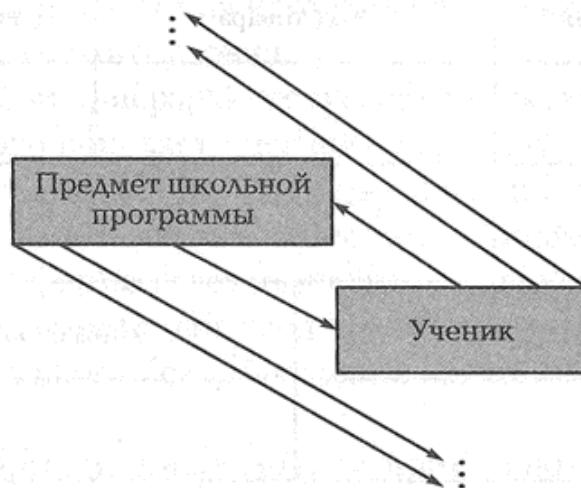 Предмет школьной
программы
Ученик